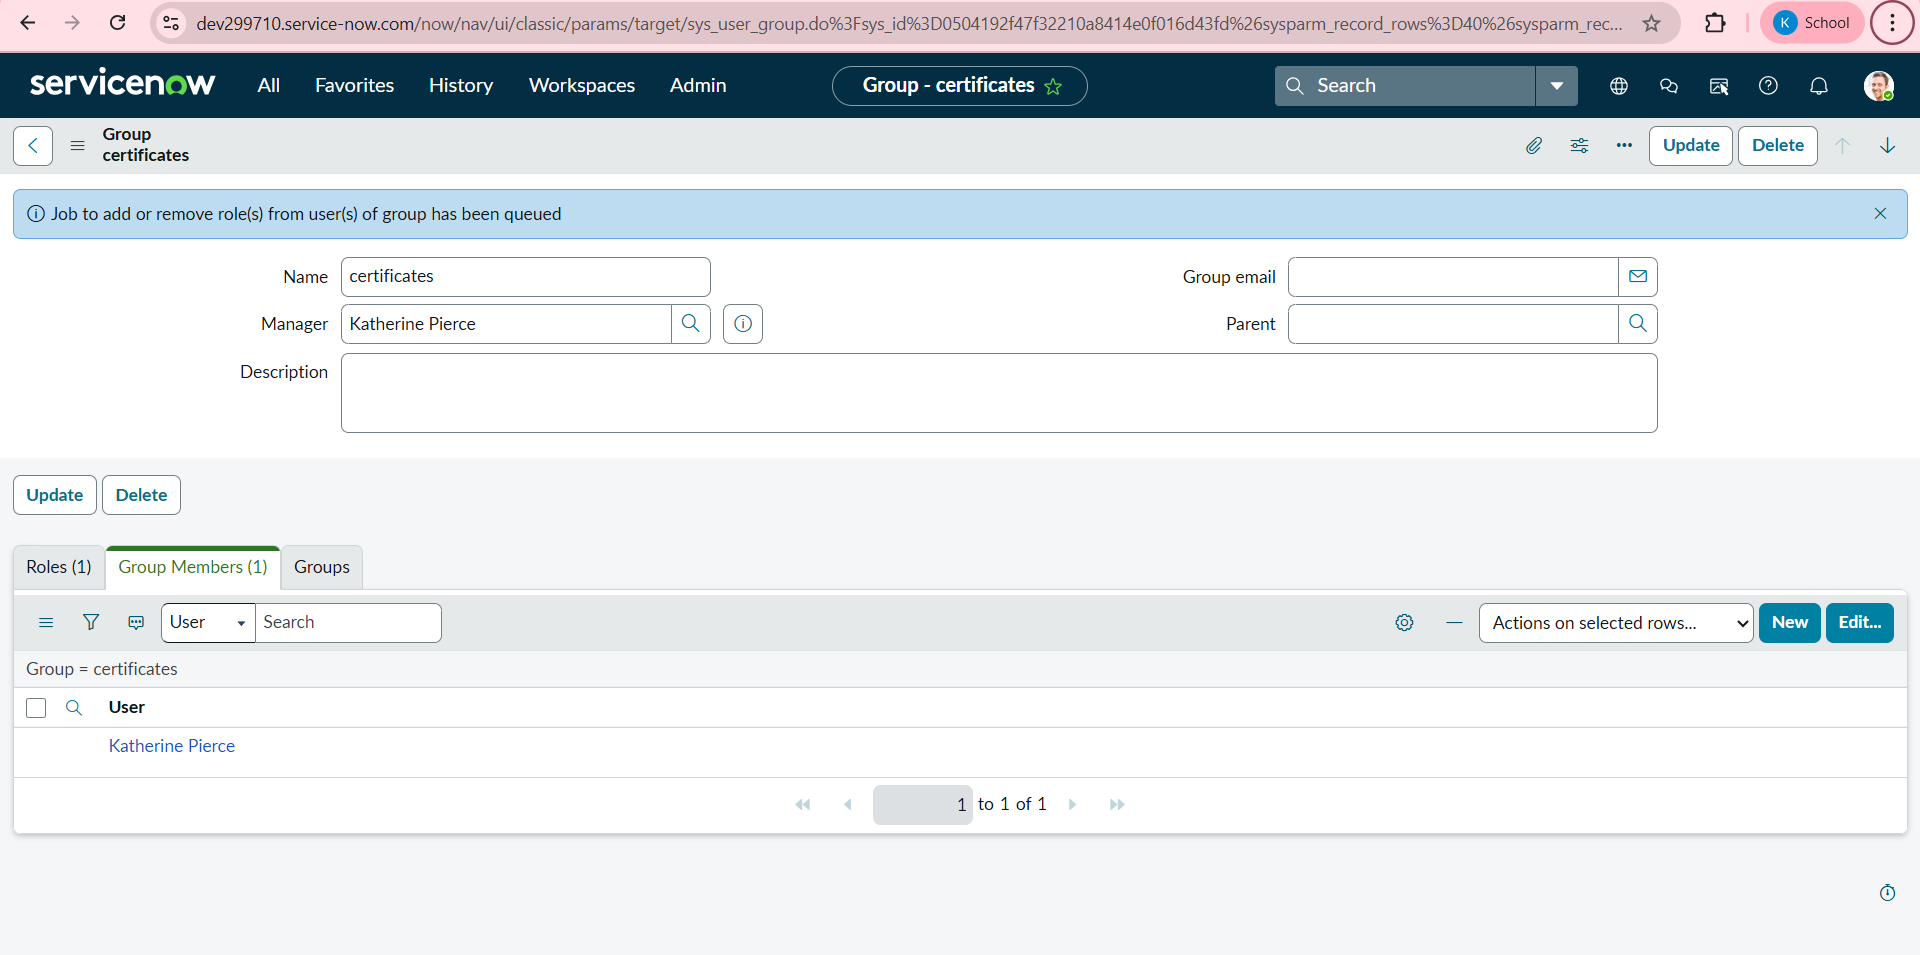 dev299710.service-now.com/now/nav/ui/classic/params/target/sys_user_group.do%3Fsys_id%3D0504192f47f32210a8414e0f016d43fd%26sysparm_record_rows%3D40%26sysparm_rec...
K School
servicenow All Favorites History Workspaces Admin Group - certificates Search
Group
certificates
Update Delete
Job to add or remove role(s) from user(s) of group has been queued
Name certificates Group email
Manager Katherine Pierce Parent
Description
Update Delete
Roles (1) Group Members (1) Groups
User Search Actions on selected rows... New Edit...
Group = certificates
User
Katherine Pierce
1 to 1 of 1